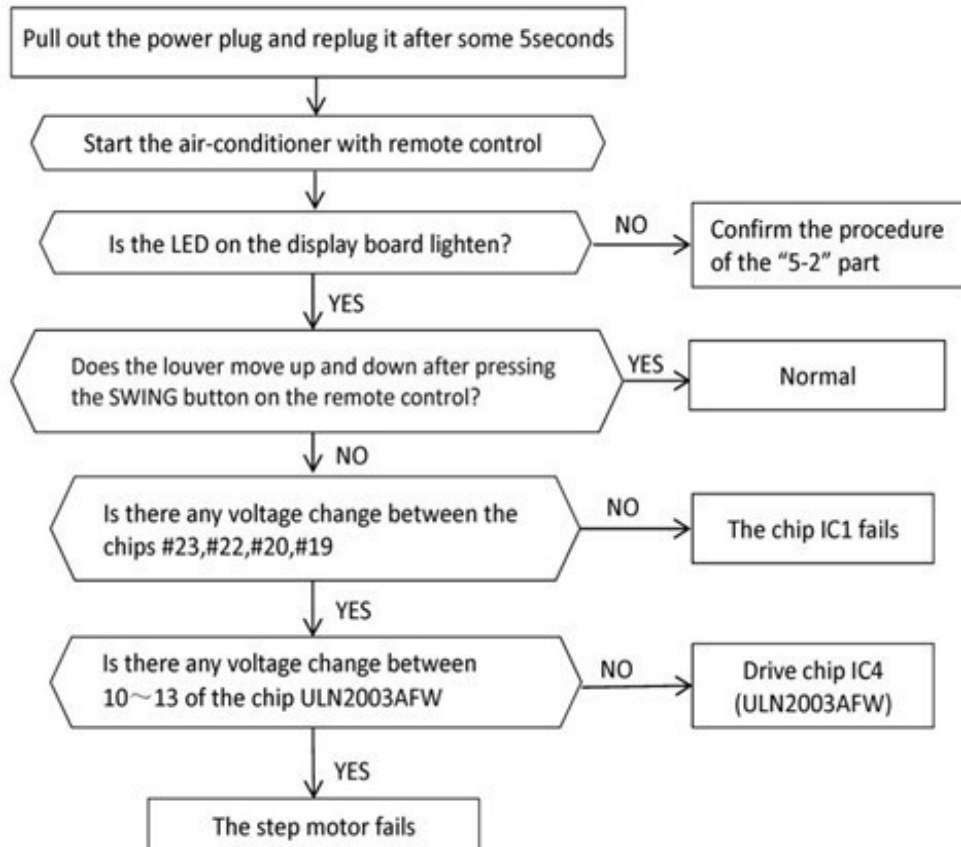 Pull out the power plug and replug it after some 5seconds
Start the air-conditioner with remote control
Is the LED on the display board lighten?
NO
Confirm the procedure
of the “5-2” part
YES
Does the louver move up and down after pressing
the SWING button on the remote control?
YES
Normal
NO
Is there any voltage change between the
chips #23,#22,#20,#19
NO
The chip IC1 fails
YES
Is there any voltage change between
10～13 of the chip ULN2003AFW
NO
Drive chip IC4
(ULN2003AFW)
YES
The step motor fails